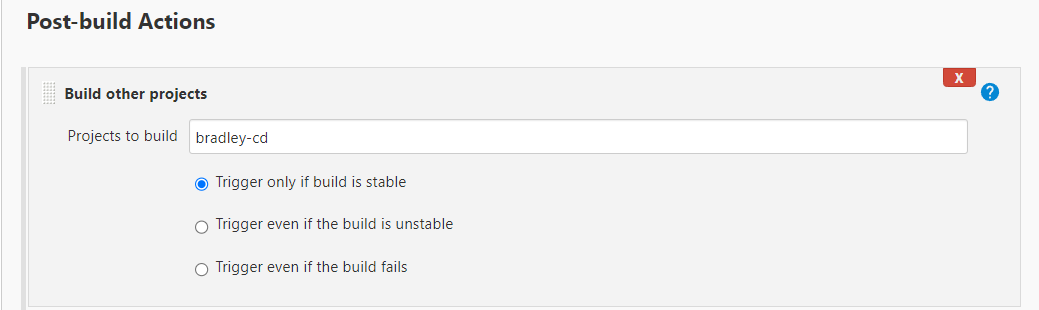 Post-build Actions
X
?
Build other projects
Projects to build bradley-cd
Trigger only if build is stable
Trigger even if the build is unstable
Trigger even if the build fails